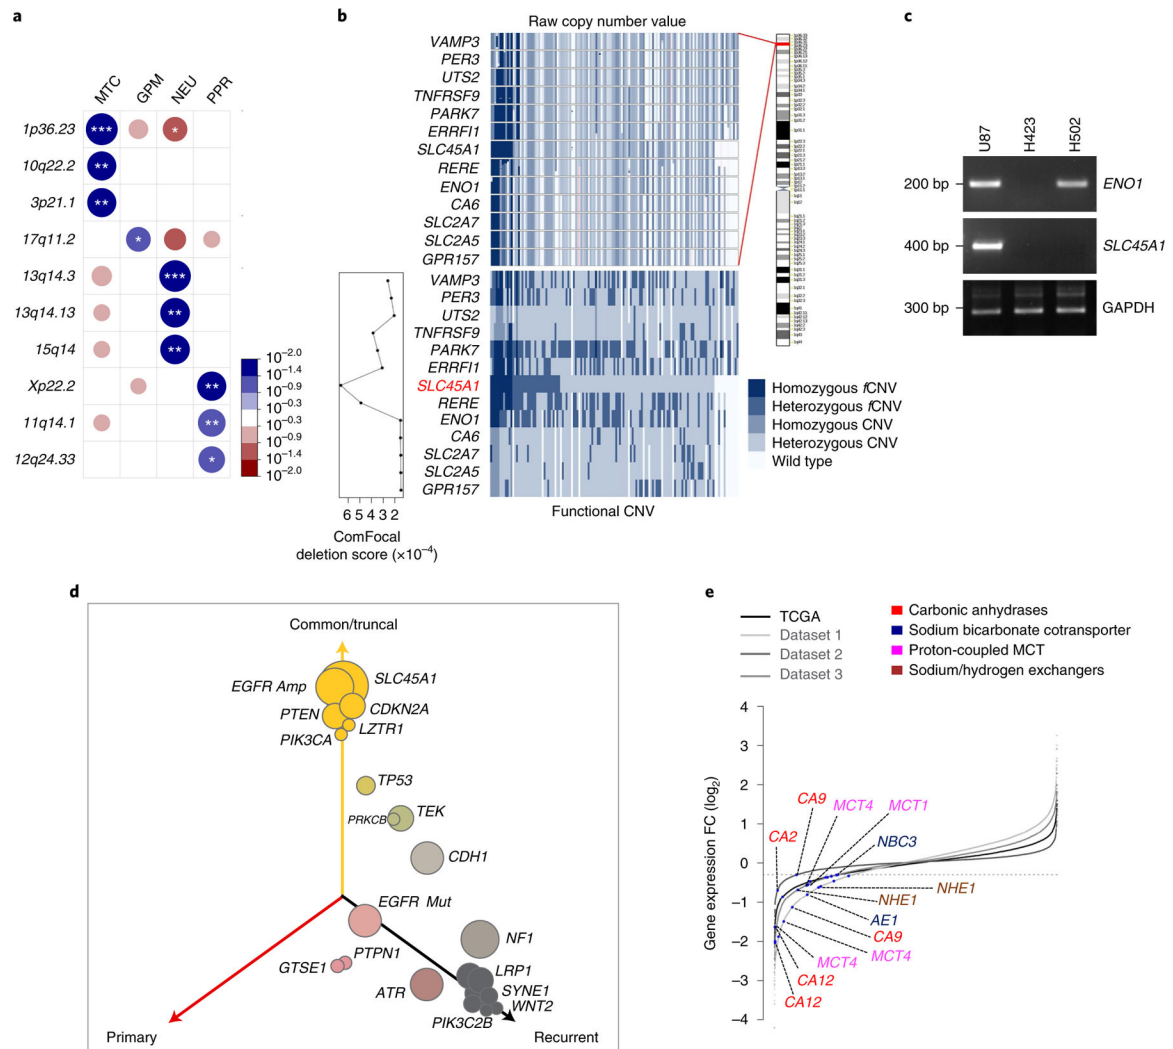 a
MTC
GPM
NEU
PPR
1p36.23
***
*
10q22.2
**
3p21.1
**
17q11.2
*
13q14.3
***
13q14.13
**
15q14
**
Xp22.2
**
11q14.1
**
12q24.33
*
10−2.0
10−1.4
10−0.9
10−0.3
10−0.3
10−0.9
10−1.4
10−2.0
b
Raw copy number value
VAMP3
PER3
UTS2
TNFRSF9
PARK7
ERRFI1
SLC45A1
RERE
ENO1
CA6
SLC2A7
SLC2A5
GPR157
VAMP3
PER3
UTS2
TNFRSF9
PARK7
ERRFI1
SLC45A1
RERE
ENO1
CA6
SLC2A7
SLC2A5
GPR157
Functional CNV
6 5 4 3 2
ComFocal
deletion score (×10−4)
Homozygous fCNV
Heterozygous fCNV
Homozygous CNV
Heterozygous CNV
Wild type
c
U87
H423
H502
200 bp
ENO1
400 bp
SLC45A1
300 bp
GAPDH
d
Common/truncal
SLC45A1
EGFR Amp
CDKN2A
PTEN
LZTR1
PIK3CA
TP53
TEK
PRKCB
CDH1
EGFR Mut
NF1
PTPN1
GTSE1
LRP1
ATR
SYNE1
WNT2
PIK3C2B
Primary
Recurrent
e
TCGA
Dataset 1
Dataset 2
Dataset 3
Carbonic anhydrases
Sodium bicarbonate cotransporter
Proton-coupled MCT
Sodium/hydrogen exchangers
Gene expression FC (log2)
4
3
2
1
0
−1
−2
−3
−4
CA9
MCT4
MCT1
CA2
NBC3
NHE1
NHE1
AE1
CA9
MCT4
MCT4
CA12
CA12